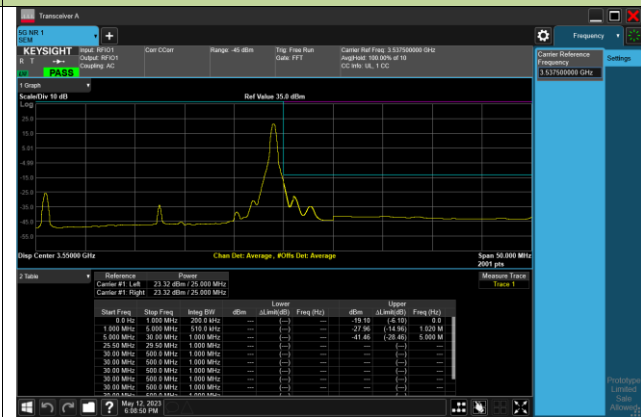 Transceiver A
5G NR 1
SEM
Frequency
KEYSIGHT
R T
LW
PASS
Input: RFIO1
Output: RFIO1
Coupling: AC
Corr CCorr
Range: -45 dBm
Trig: Free Run
Gate: FFT
Carrier Ref Freq: 3.537500000 GHz
Avg|Hold: 100.00% of 10
CC Info: UL, 1 CC
Carrier Reference
Frequency
3.537500000 GHz
Settings
1 Graph
Scale/Div 10 dB
Ref Value 35.0 dBm
Log
25.0
15.0
5.01
-4.99
-15.0
-25.0
-35.0
-45.0
-55.0
Disp Center 3.55000 GHz
Chan Det: Average , #Offs Det: Average
Span 50.000 MHz
2001 pts
2 Table
Reference Power
Carrier #1: Left 23.32 dBm / 25.000 MHz
Carrier #1: Right 23.32 dBm / 25.000 MHz
Measure Trace
Trace 1
Lower Upper
Start Freq Stop Freq Integ BW dBm ΔLimit(dB) Freq (Hz) dBm ΔLimit(dB) Freq (Hz)
0.0 Hz 1.000 MHz 200.0 kHz --- (---) --- -19.10 (-6.10) 0.0
1.000 MHz 5.000 MHz 510.0 kHz --- (---) --- -27.96 (-14.96) 1.020 M
5.000 MHz 30.00 MHz 1.000 MHz --- (---) --- -41.46 (-28.46) 5.000 M
25.50 MHz 29.50 MHz 1.000 MHz --- (---) --- --- (---) ---
30.00 MHz 500.0 MHz 1.000 MHz --- (---) --- --- (---) ---
30.00 MHz 500.0 MHz 1.000 MHz --- (---) --- --- (---) ---
30.00 MHz 500.0 MHz 1.000 MHz --- (---) --- --- (---) ---
30.00 MHz 500.0 MHz 1.000 MHz --- (---) --- --- (---) ---
30.00 MHz 500.0 MHz 1.000 MHz --- (---) --- --- (---) ---
May 12, 2023
6:08:50 PM
Prototype
Limited
Sale
Allowed